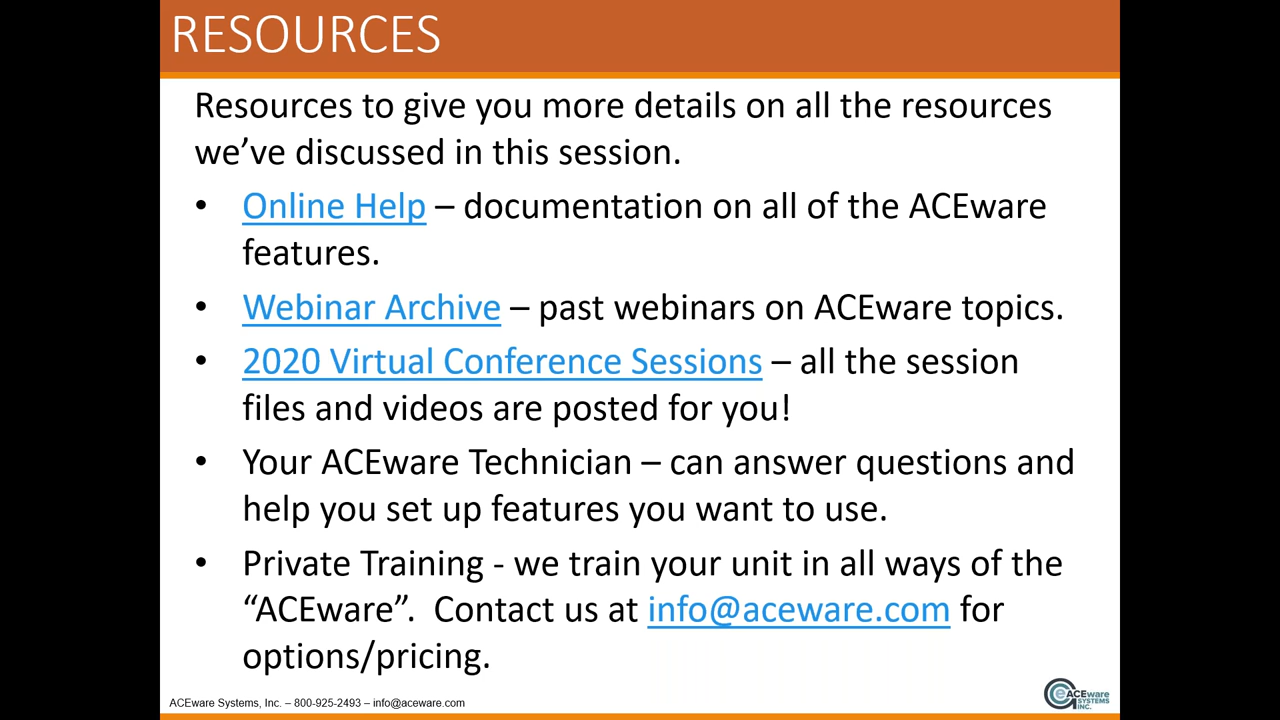 RESOURCES
Resources to give you more details on all the resources
we’ve discussed in this session.
• Online Help – documentation on all of the ACEware
features.
• Webinar Archive – past webinars on ACEware topics.
• 2020 Virtual Conference Sessions – all the session
files and videos are posted for you!
• Your ACEware Technician – can answer questions and
help you set up features you want to use.
• Private Training - we train your unit in all ways of the
“ACEware”.  Contact us at info@aceware.com for
options/pricing.
ACEware Systems, Inc. – 800-925-2493 – info@aceware.com
ACEware
SYSTEMS
INC.